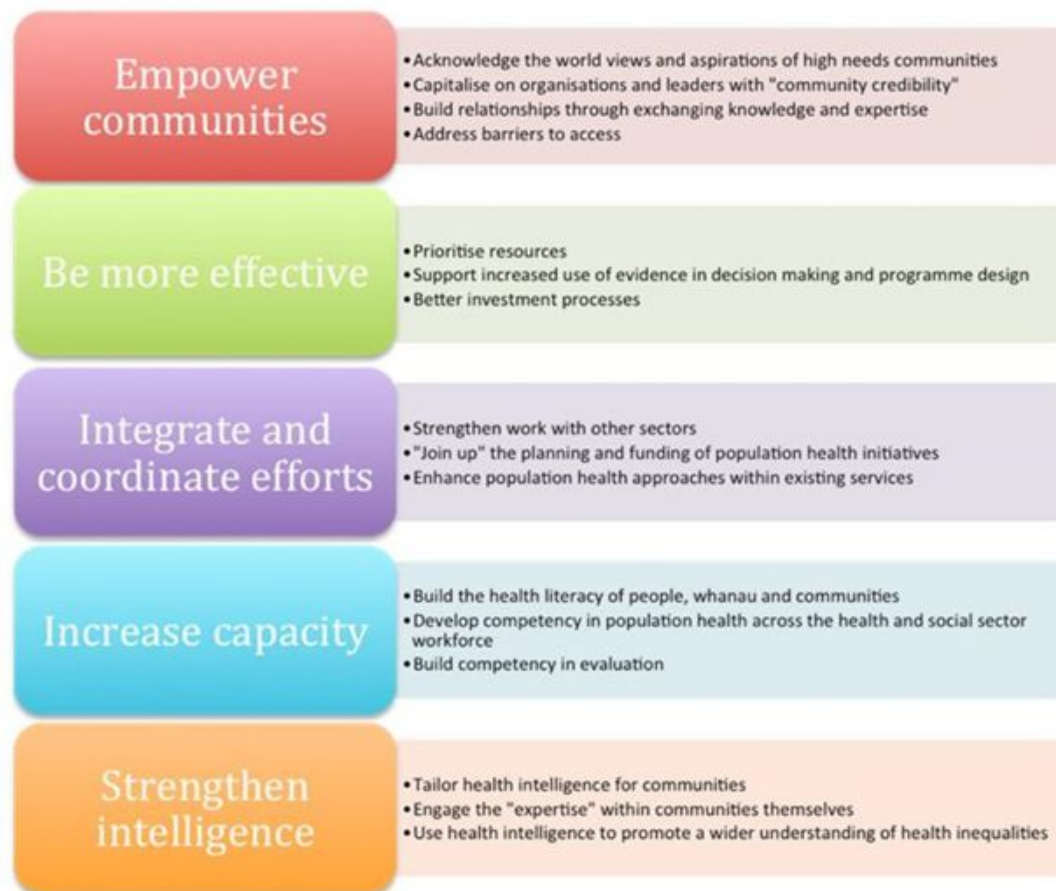 Empower
communities
•Acknowledge the world views and aspirations of high needs communities
•Capitalise on organisations and leaders with "community credibility"
•Build relationships through exchanging knowledge and expertise
•Address barriers to access
Be more effective
•Prioritise resources
•Support increased use of evidence in decision making and programme design
•Better investment processes
Integrate and
coordinate efforts
•Strengthen work with other sectors
•"Join up" the planning and funding of population health initiatives
•Enhance population health approaches within existing services
Increase capacity
•Build the health literacy of people, whanau and communities
•Develop competency in population health across the health and social sector
workforce
•Build competency in evaluation
Strengthen
intelligence
•Tailor health intelligence for communities
•Engage the "expertise" within communities themselves
•Use health intelligence to promote a wider understanding of health inequalities